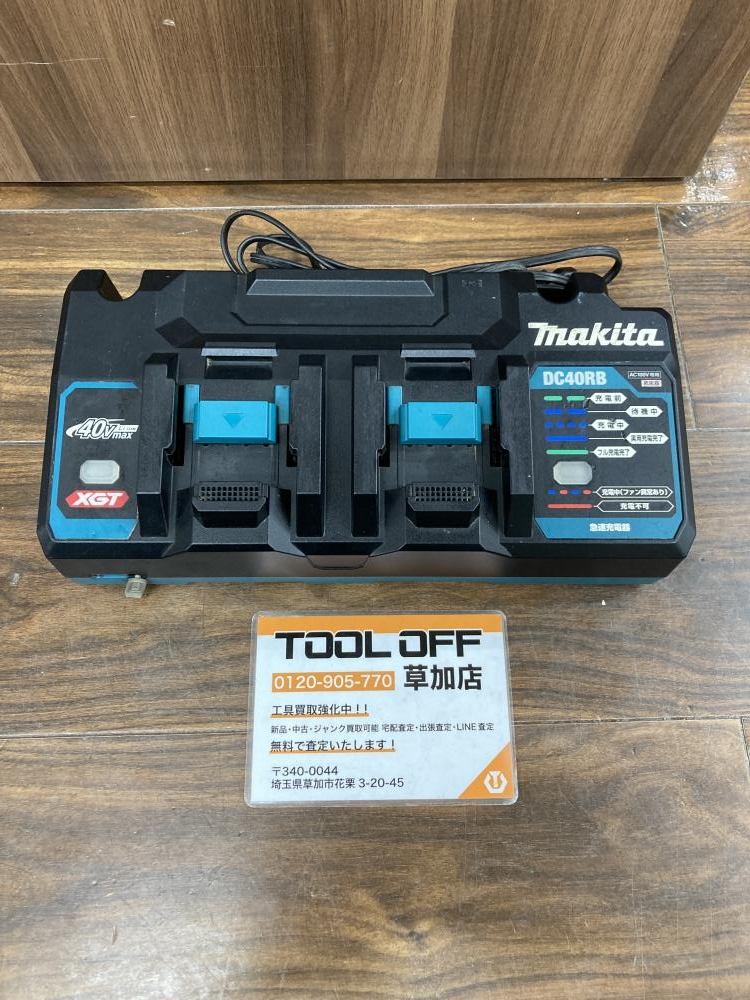 makita
DC40RB
AC100V専用
充電前
待機中
充電中
実用充電完了
フル充電完了
充電中(ファン異常あり)
充電不可
急速充電器
40Vmax
Li-ion
XGT
TOOL OFF
0120-905-770 草加店
工具買取強化中！！
新品・中古・ジャンク買取可能 宅配査定・出張査定・LINE査定
無料で査定いたします！
〒340-0044
埼玉県草加市花栗 3-20-45